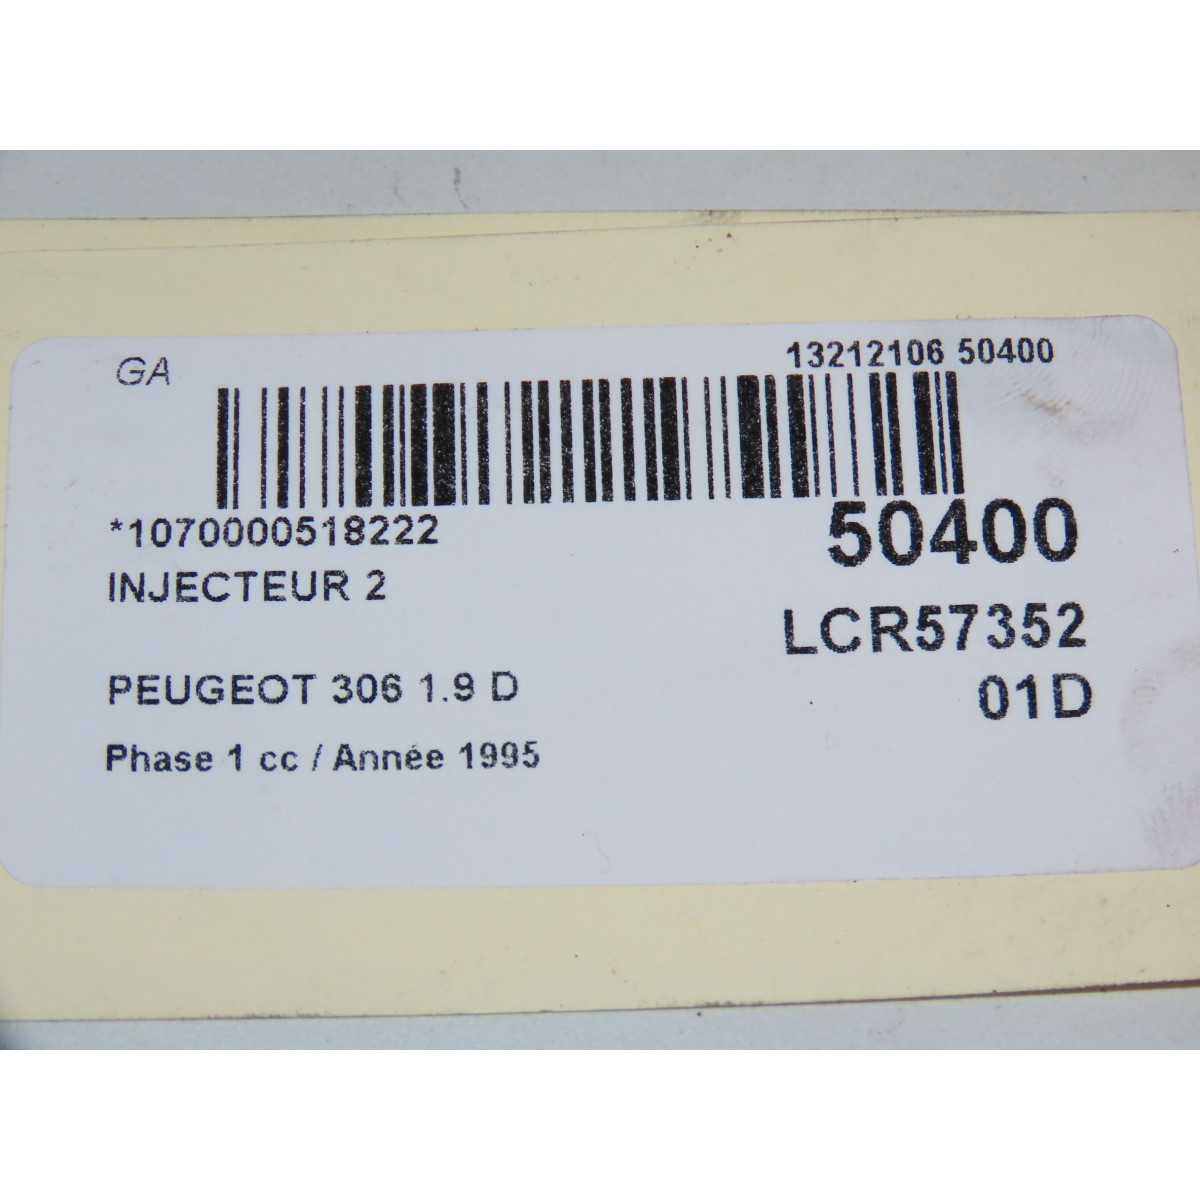 GA
13212106 50400
*1070000518222
50400
INJECTEUR 2
LCR57352
PEUGEOT 306 1.9 D
01D
Phase 1 cc / Année 1995